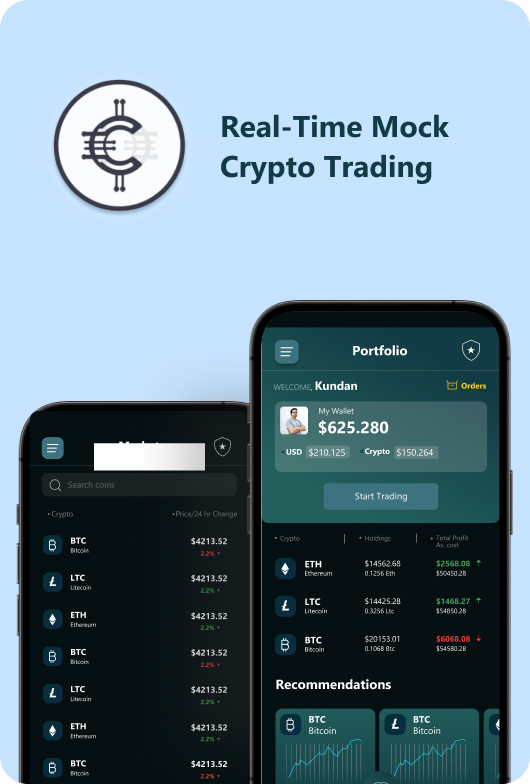 Real-Time Mock
Crypto Trading
Portfolio
WELCOME, Kundan
Orders
My Wallet
$625.280
USD $210.125 Crypto $150.264
Start Trading
Crypto Holdings Total Profit
Av. cost
ETH $14562.68 $2568.08
Ethereum 0.1256 Eth $50450.28
LTC $14425.28 $1468.27
Litecoin 0.3256 Ltc $54850.28
BTC $20153.01 $6068.08
Bitcoin 0.1068 Btc $54580.28
Recommendations
BTC
Bitcoin
BTC
Bitcoin
Search coins
Crypto Price/24 hr Change
BTC $4213.52
Bitcoin 2.2%
LTC $4213.52
Litecoin 2.2%
ETH $4213.52
Ethereum 2.2%
BTC $4213.52
Bitcoin 2.2%
LTC $4213.52
Litecoin 2.2%
ETH $4213.52
Ethereum 2.2%
BTC $4213.52
Bitcoin 2.2%